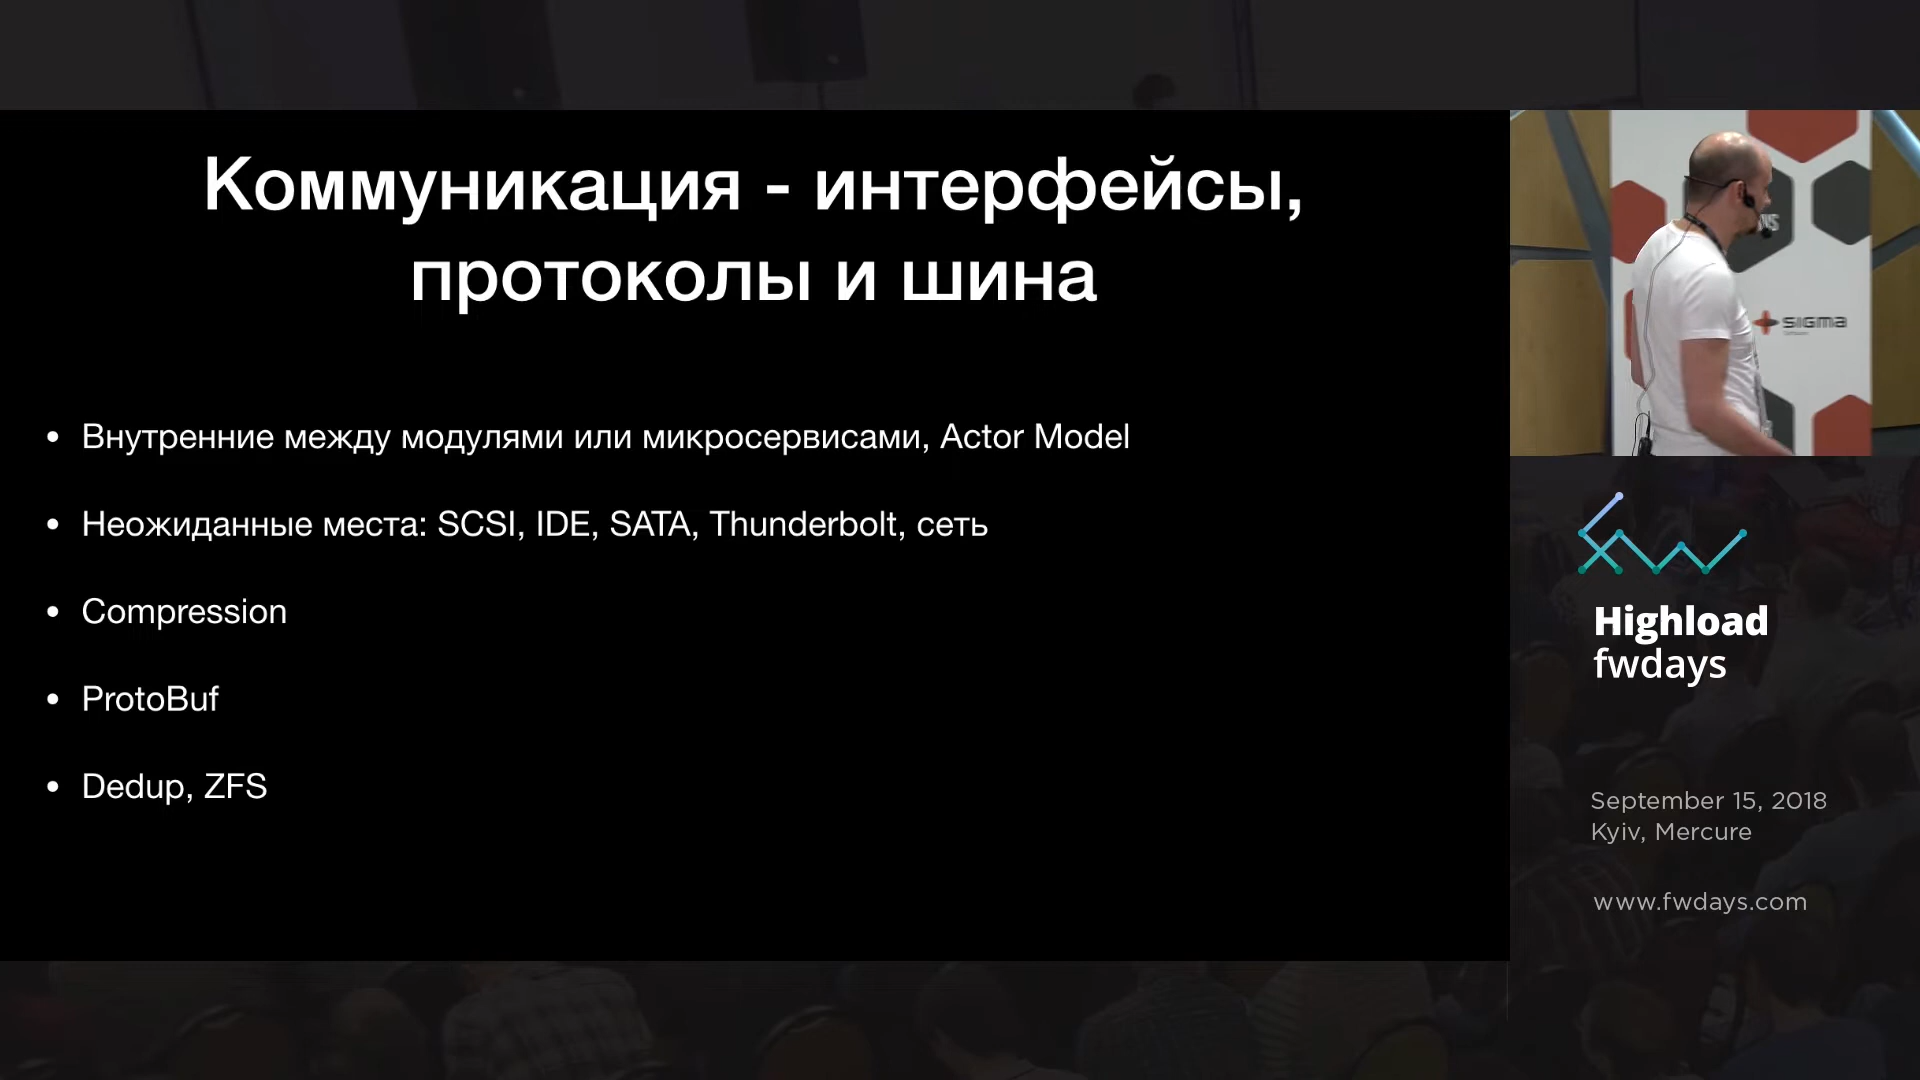 Коммуникация - интерфейсы,
протоколы и шина
• Внутренние между модулями или микросервисами, Actor Model
• Неожиданные места: SCSI, IDE, SATA, Thunderbolt, сеть
• Compression
• ProtoBuf
• Dedup, ZFS
SIGMA
Highload
fwdays
September 15, 2018
Kyiv, Mercure
www.fwdays.com